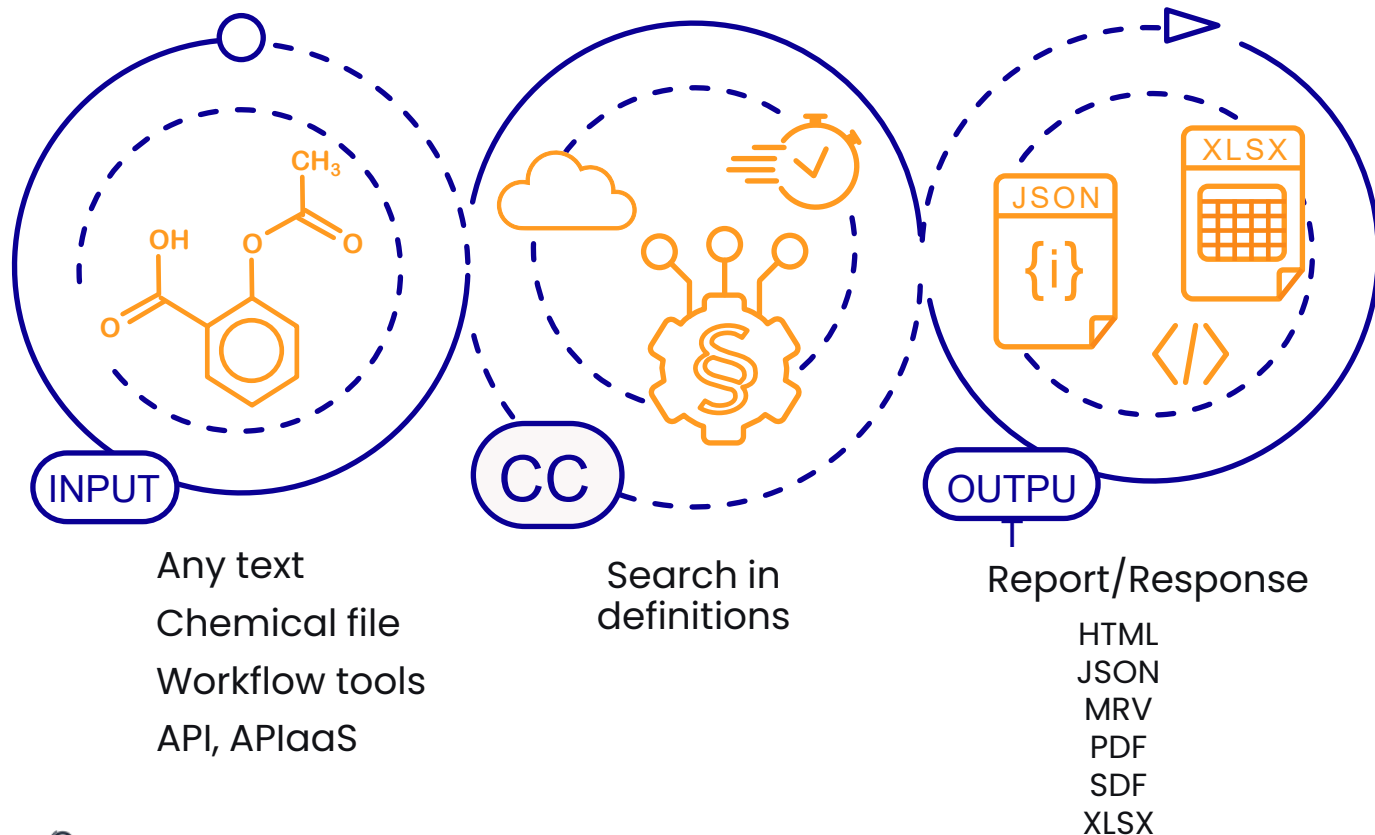 CH₃
OH
O
O
O
INPUT
Any text
Chemical file
Workflow tools
API, APIaaS
CC
Search in
definitions
JSON
{i}
XLSX
</>
OUTPU
T
Report/Response
HTML
JSON
MRV
PDF
SDF
XLSX